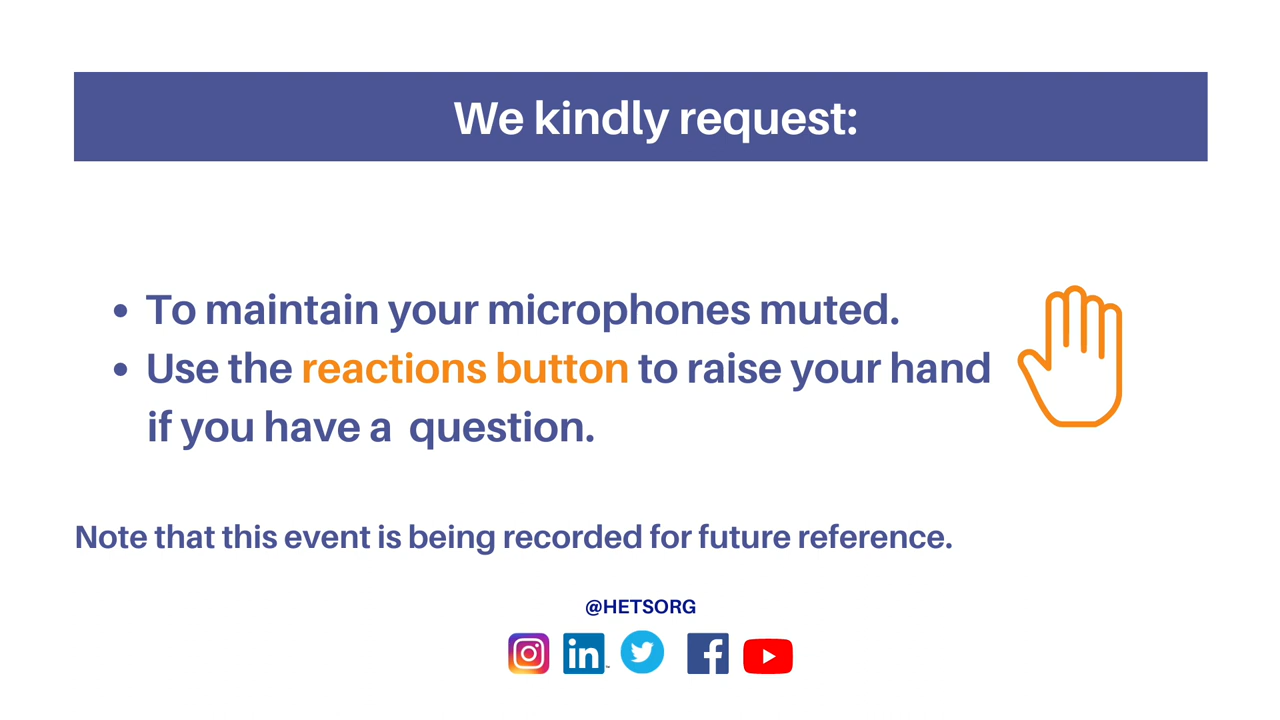 We kindly request:
• To maintain your microphones muted.
• Use the reactions button to raise your hand
if you have a  question.
Note that this event is being recorded for future reference.
@HETSORG
in